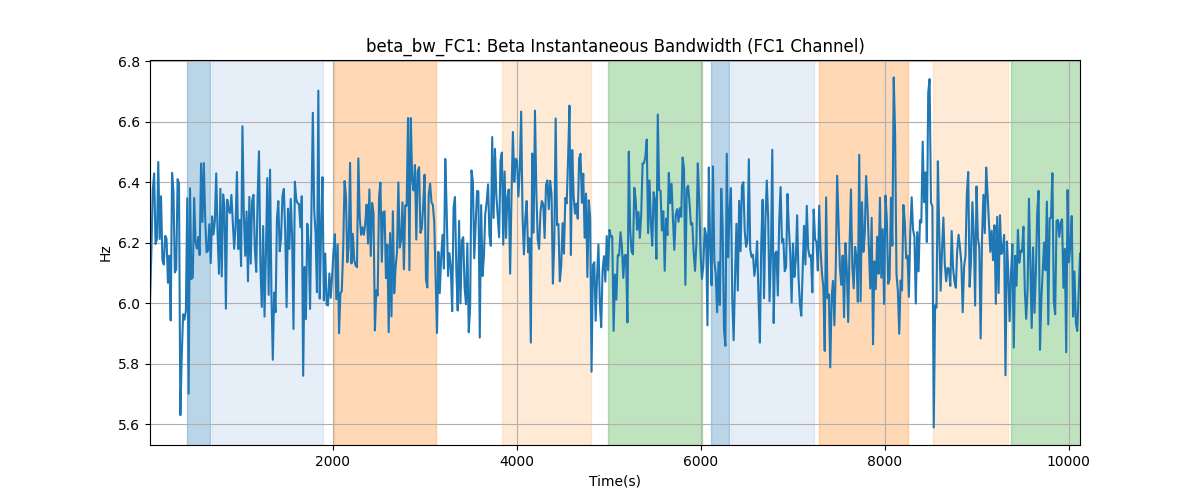 beta_bw_FC1: Beta Instantaneous Bandwidth (FC1 Channel)
6.8
6.6
6.4
6.2
6.0
5.8
5.6
Hz
2000 4000 6000 8000 10000
Time(s)